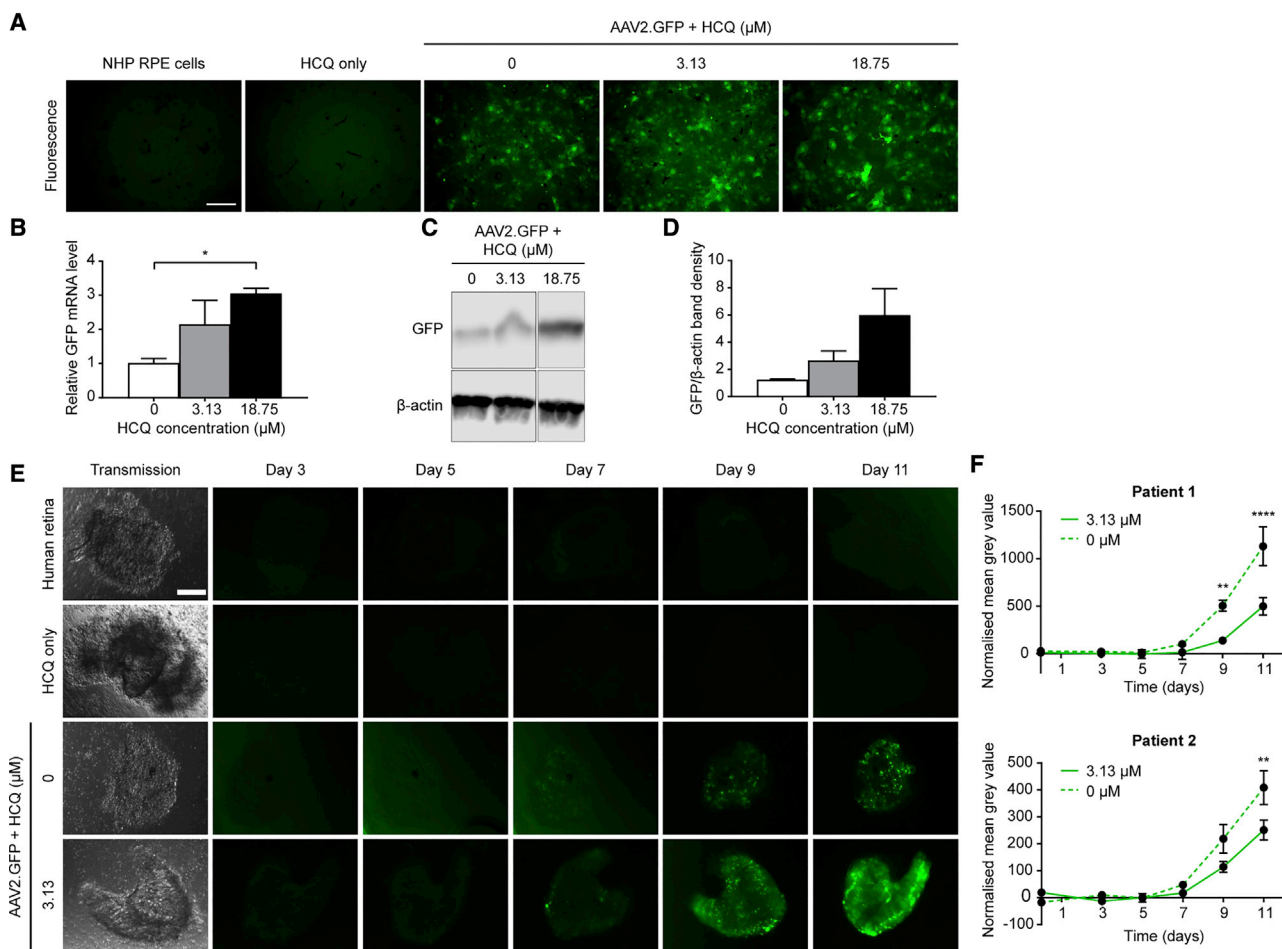 A
AAV2.GFP + HCQ (µM)
NHP RPE cells HCQ only 0 3.13 18.75
Fluorescence
B
Relative GFP mRNA level
4
3
2
1
0
*
0 3.13 18.75
HCQ concentration (µM)
C
AAV2.GFP +
HCQ (µM)
0 3.13 18.75
GFP
β-actin
D
GFP/β-actin band density
10
8
6
4
2
0
0 3.13 18.75
HCQ concentration (µM)
E
Transmission Day 3 Day 5 Day 7 Day 9 Day 11
Human retina
HCQ only
AAV2.GFP + HCQ (µM)
0
3.13
F
Patient 1
Normalised mean grey value
1500
1000
500
0
3.13 µM
0 µM
**
****
1 3 5 7 9 11
Time (days)
Patient 2
Normalised mean grey value
500
400
300
200
100
0
-100
3.13 µM
0 µM
**
1 3 5 7 9 11
Time (days)